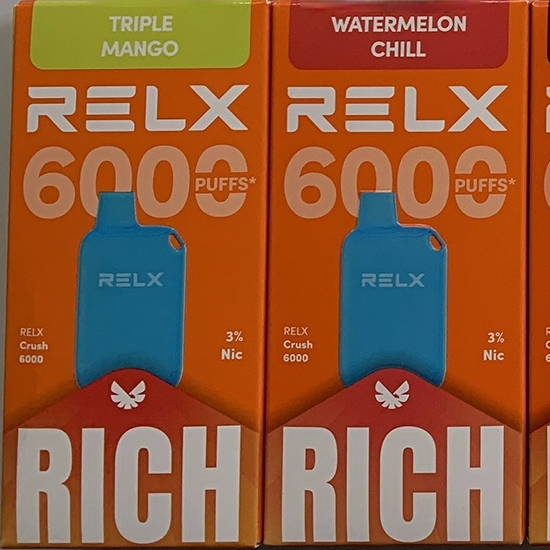 TRIPLE
MANGO
RELX
6000
PUFFS*
RELX
RELX
Crush
6000
3%
Nic
RICH
WATERMELON
CHILL
RELX
6000
PUFFS*
RELX
RELX
Crush
6000
3%
Nic
RICH